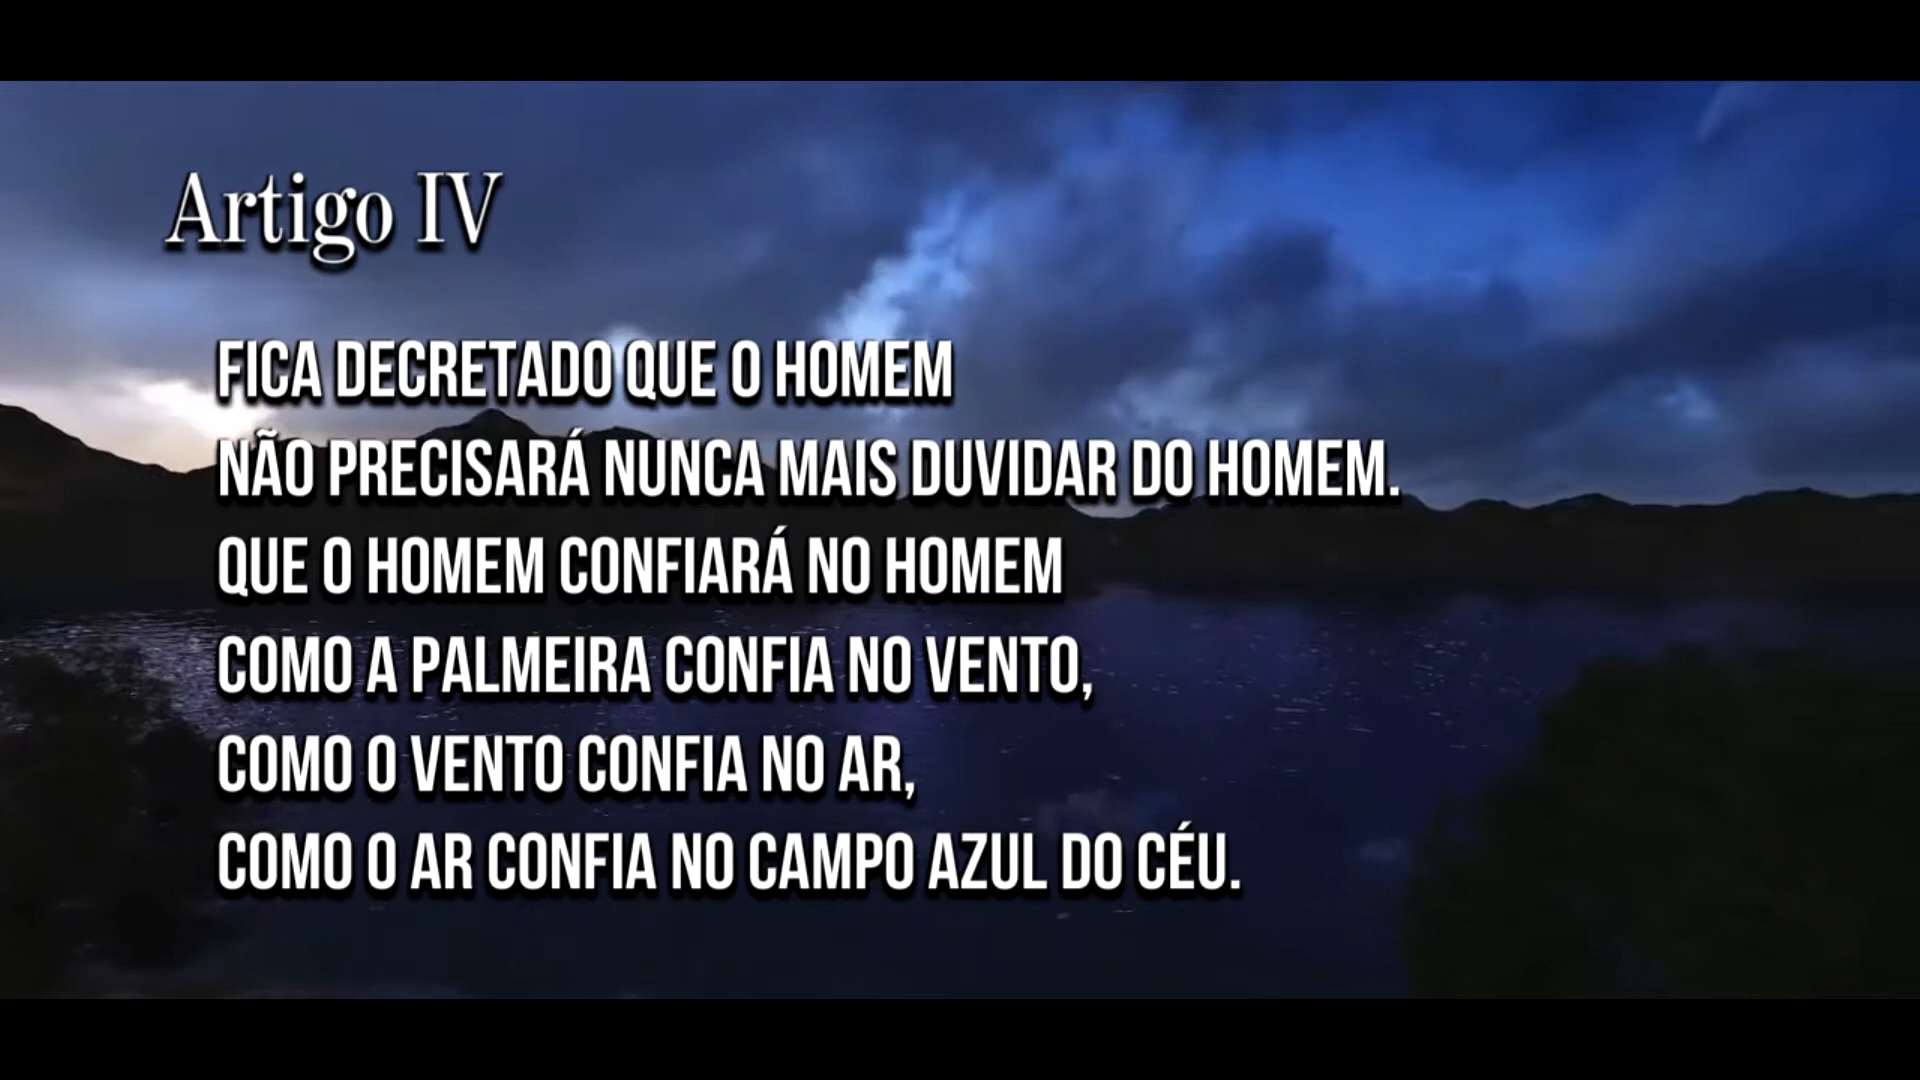 Artigo IV
FICA DECRETADO QUE O HOMEM
NÃO PRECISARÁ NUNCA MAIS DUVIDAR DO HOMEM.
QUE O HOMEM CONFIARÁ NO HOMEM
COMO A PALMEIRA CONFIA NO VENTO,
COMO O VENTO CONFIA NO AR,
COMO O AR CONFIA NO CAMPO AZUL DO CÉU.